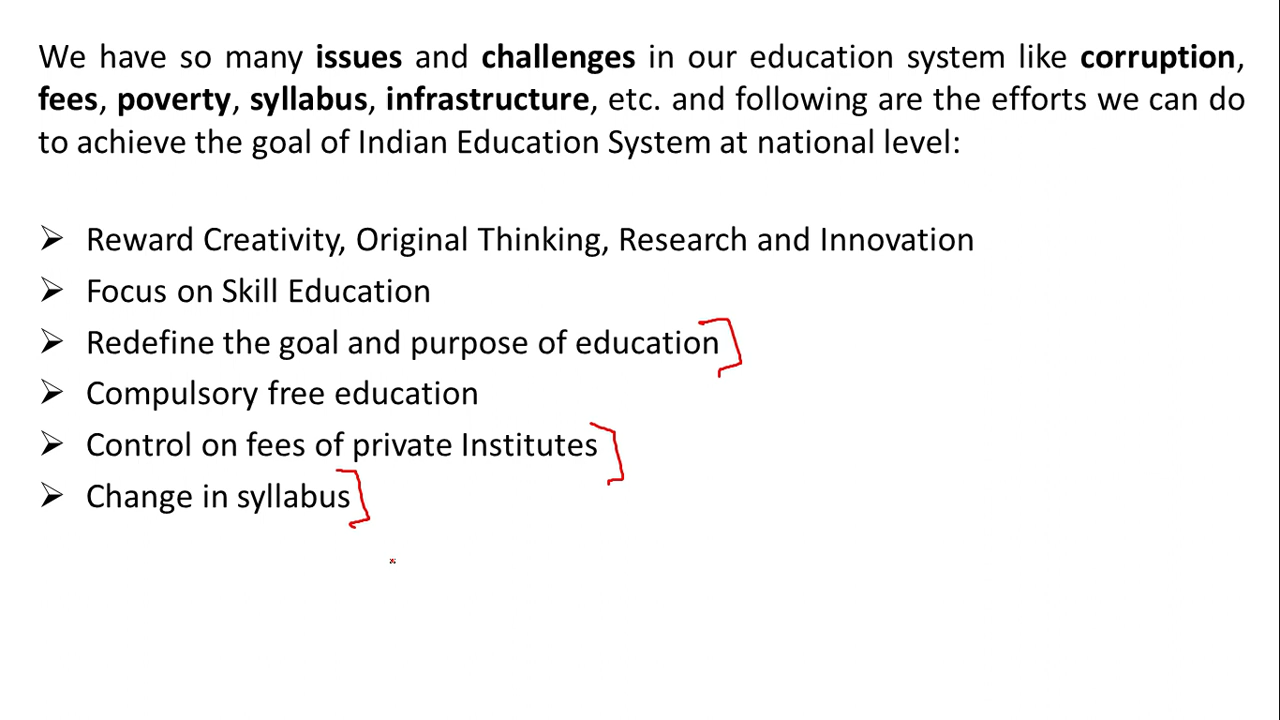 We have so many issues and challenges in our education system like corruption,
fees, poverty, syllabus, infrastructure, etc. and following are the efforts we can do
to achieve the goal of Indian Education System at national level:
➢ Reward Creativity, Original Thinking, Research and Innovation
➢ Focus on Skill Education
➢ Redefine the goal and purpose of education
➢ Compulsory free education
➢ Control on fees of private Institutes
➢ Change in syllabus